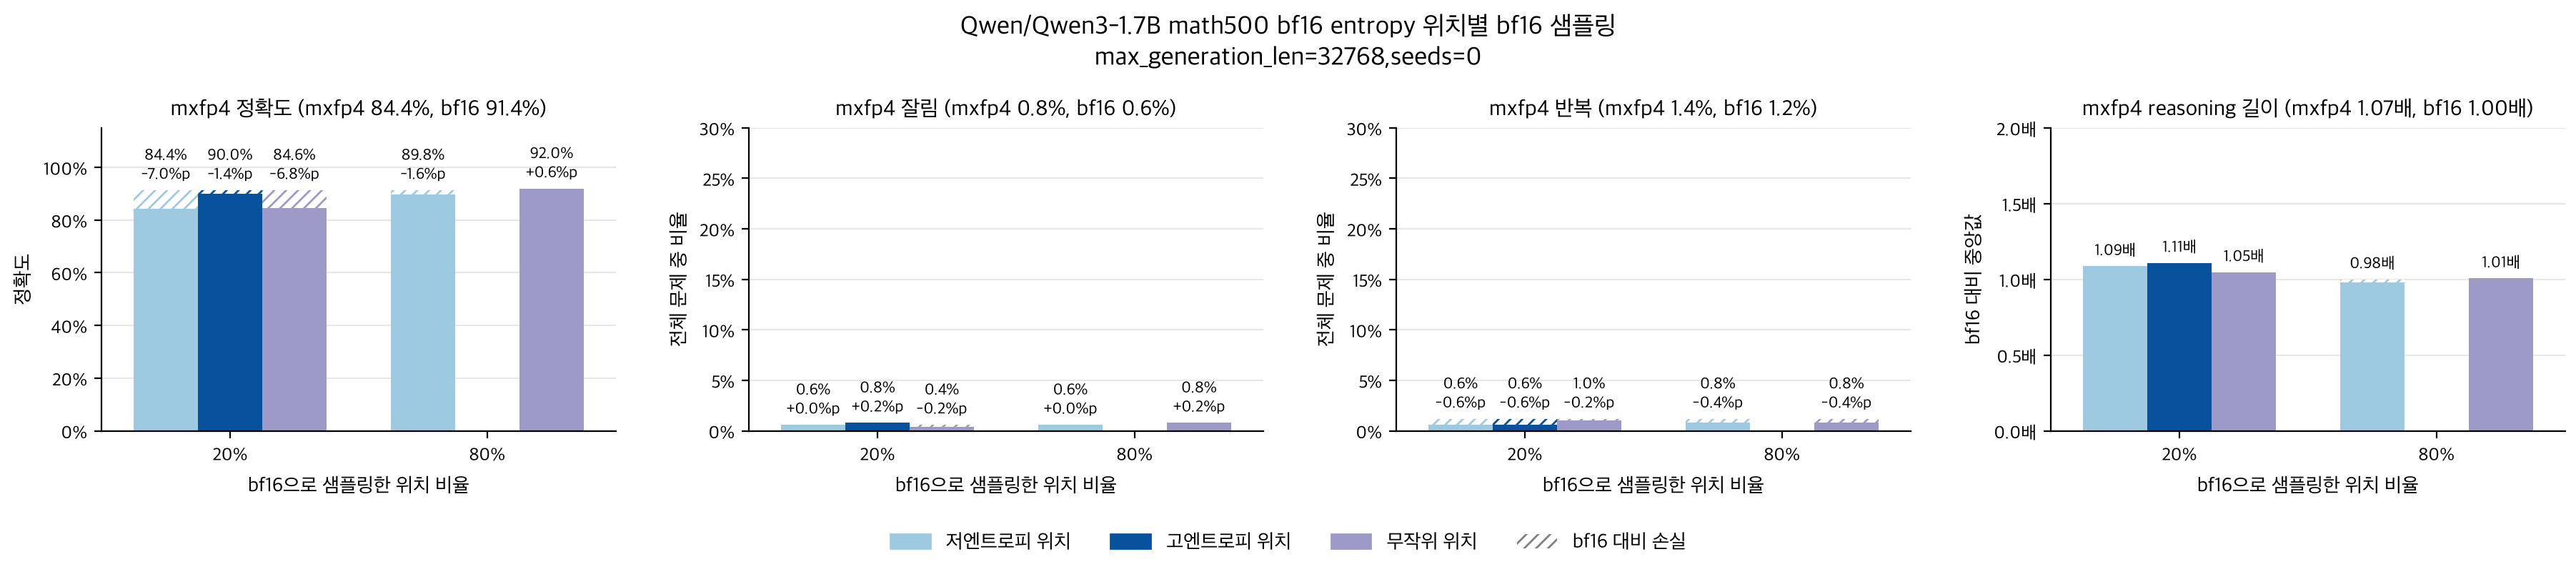 Qwen/Qwen3-1.7B math500 bf16 entropy 위치별 bf16 샘플링
max_generation_len=32768,seeds=0
mxfp4 정확도 (mxfp4 84.4%, bf16 91.4%)
정확도
100%
80%
60%
40%
20%
0%
84.4%
-7.0%p
90.0%
-1.4%p
84.6%
-6.8%p
89.8%
-1.6%p
92.0%
+0.6%p
20%
80%
bf16으로 샘플링한 위치 비율
mxfp4 잘림 (mxfp4 0.8%, bf16 0.6%)
전체 문제 중 비율
30%
25%
20%
15%
10%
5%
0%
0.6%
+0.0%p
0.8%
+0.2%p
0.4%
-0.2%p
0.6%
+0.0%p
0.8%
+0.2%p
20%
80%
bf16으로 샘플링한 위치 비율
mxfp4 반복 (mxfp4 1.4%, bf16 1.2%)
전체 문제 중 비율
30%
25%
20%
15%
10%
5%
0%
0.6%
-0.6%p
0.6%
-0.6%p
1.0%
-0.2%p
0.8%
-0.4%p
0.8%
-0.4%p
20%
80%
bf16으로 샘플링한 위치 비율
mxfp4 reasoning 길이 (mxfp4 1.07배, bf16 1.00배)
bf16 대비 중앙값
2.0배
1.5배
1.0배
0.5배
0.0배
1.09배
1.11배
1.05배
0.98배
1.01배
20%
80%
bf16으로 샘플링한 위치 비율
저엔트로피 위치
고엔트로피 위치
무작위 위치
bf16 대비 손실